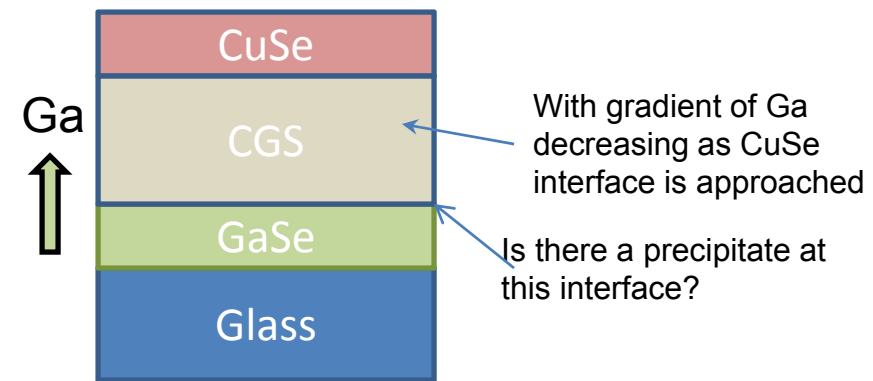 CuSe
Ga
CGS
With gradient of Ga
decreasing as CuSe
interface is approached
GaSe
Is there a precipitate at
this interface?
Glass